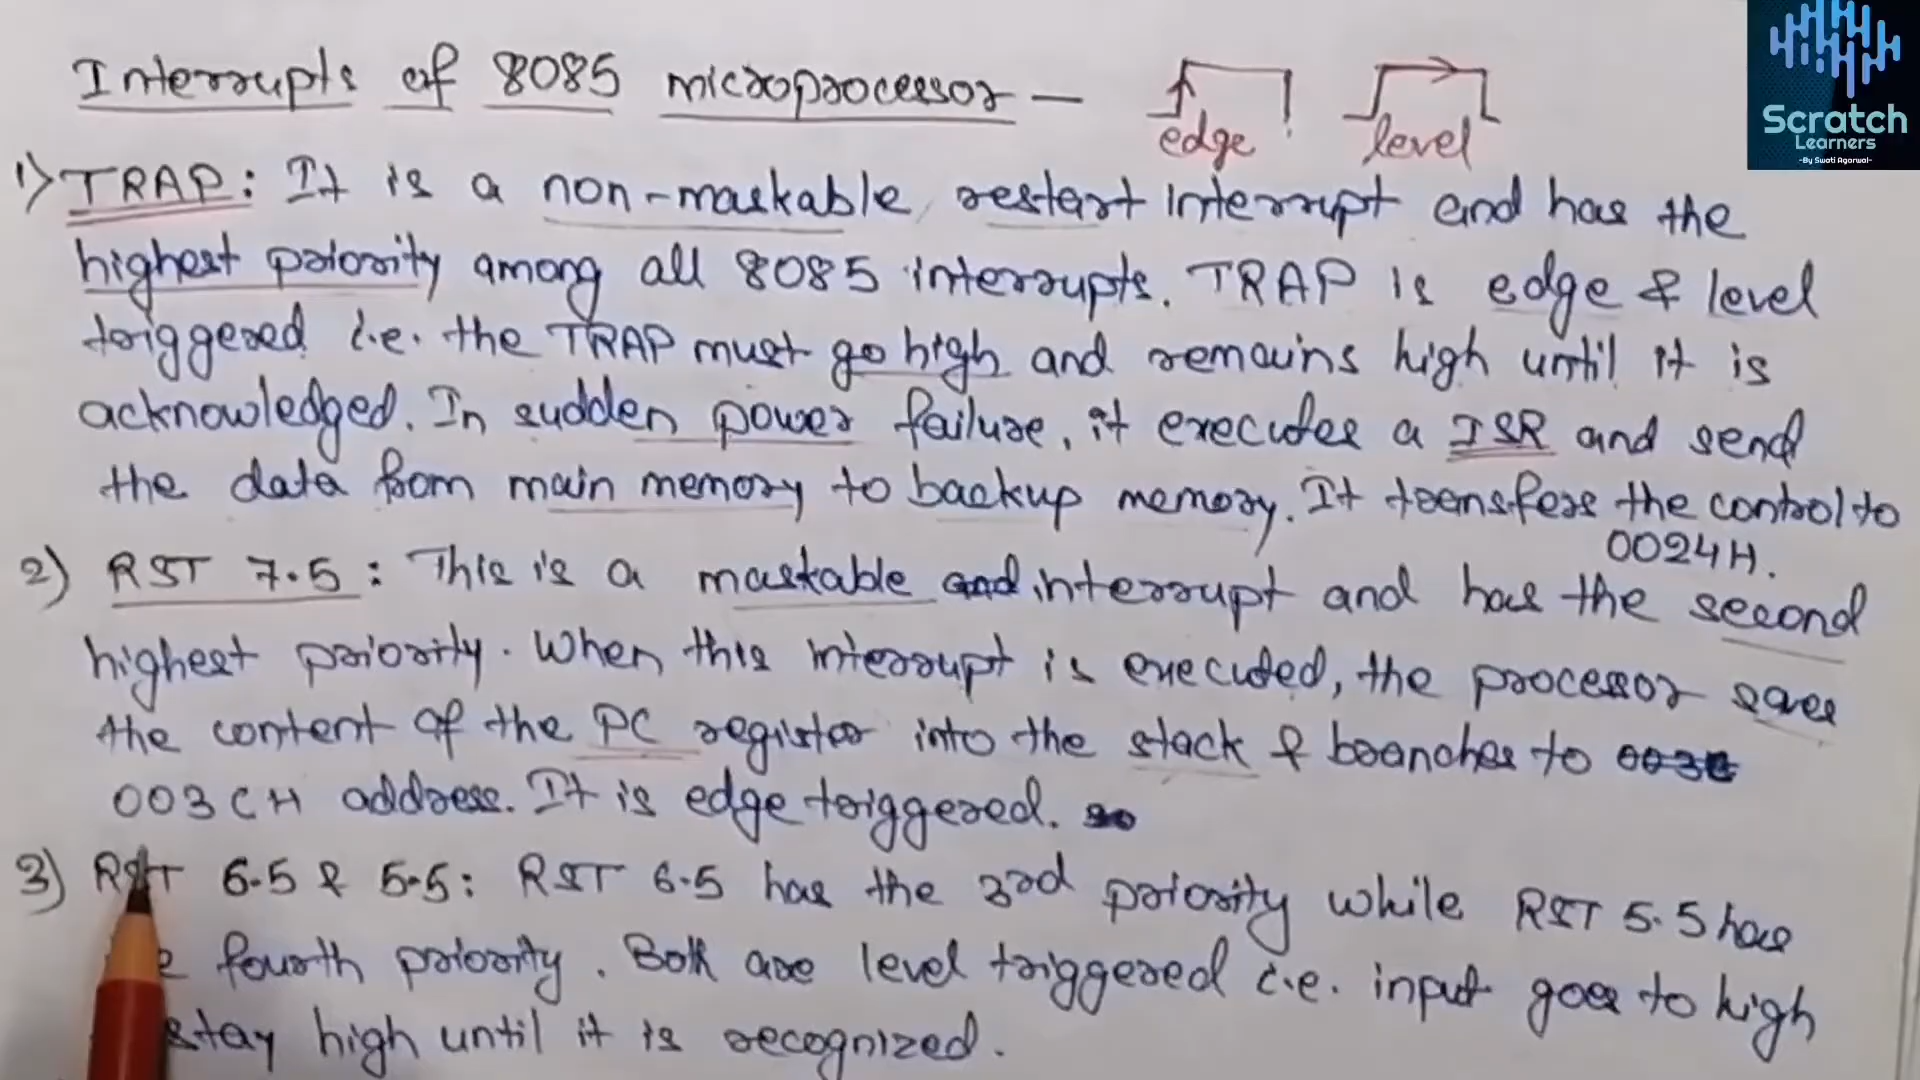 Interrupts of 8085 microprocessor —
edge level
Scratch
Learners
-By Swati Agarwal-
1) TRAP: It is a non-maskable, restart interrupt and has the
highest priority among all 8085 interrupts. TRAP is edge & level
triggered i.e. the TRAP must go high and remains high until it is
acknowledged. In sudden power failure, it executes a ISR and send
the data from main memory to backup memory. It transfers the control to
0024H.
2) RST 7.5 : This is a maskable interrupt and has the second
highest priority. When this interrupt is executed, the processor saves
the content of the PC register into the stack & branches to
003CH address. It is edge triggered.
3) RST 6.5 & 5.5: RST 6.5 has the 3rd priority while RST 5.5 has
fourth priority. Both are level triggered i.e. input goes to high
stay high until it is recognized.